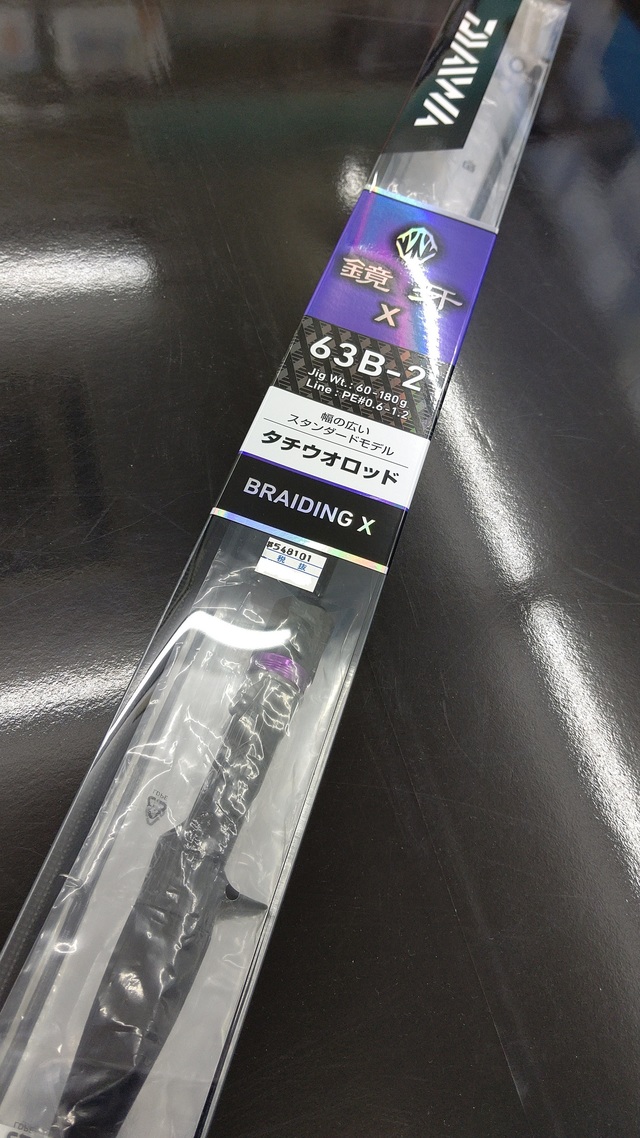 DAIWA
鏡牙
X
63B-2
Jig Wt.: 60-180g
Line : PE#0.6-1.2
幅の広い
スタンダードモデル
タチウオロッド
BRAIDING X
548101
税 抜